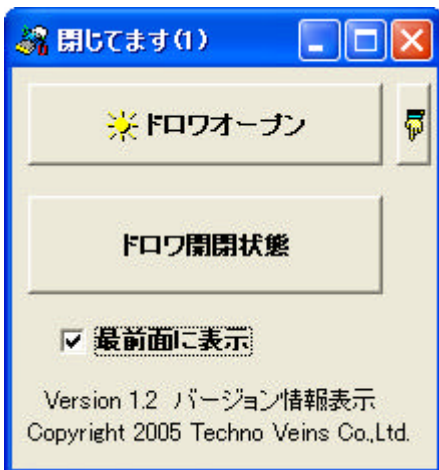 閉じてます(1)
ドロワオープン
ドロワ開閉状態
最前面に表示
Version 1.2 バージョン情報表示
Copyright 2005 Techno Veins Co.,Ltd.